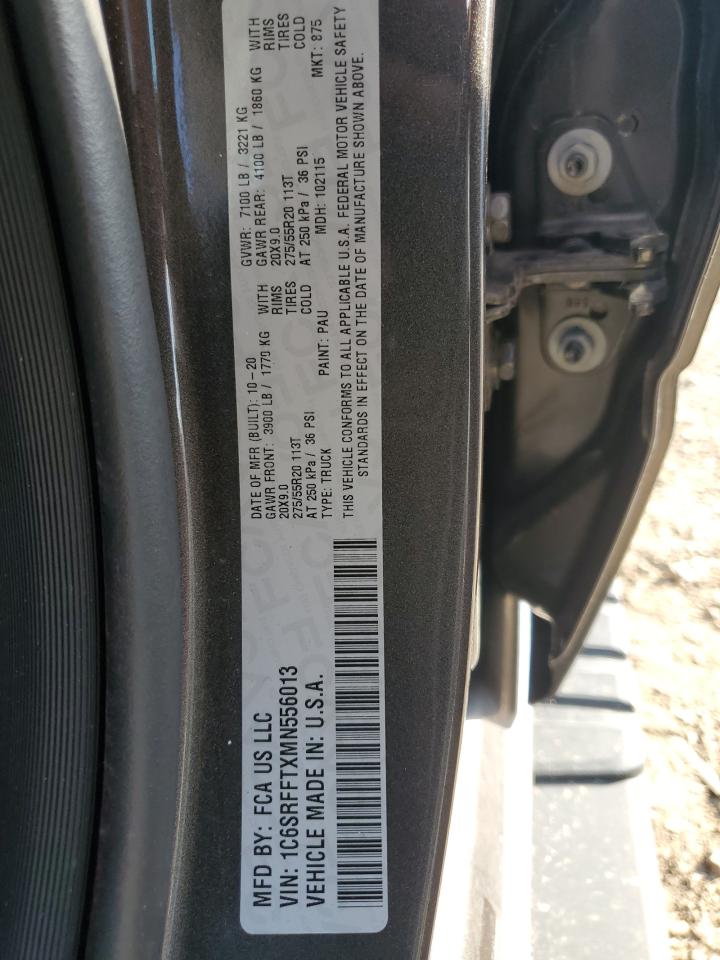 MFD BY: FCA US LLC
VIN: 1C6SRFFTXMN556013
VEHICLE MADE IN: U.S.A.
DATE OF MFR (BUILT): 10-20
GVWR: 7100 LB / 3221 KG
GAWR FRONT: 3900 LB / 1770 KG WITH
GAWR REAR: 4100 LB / 1860 KG WITH
20X9.0 RIMS
20X9.0 RIMS
275/55R20 113T TIRES
275/55R20 113T TIRES
AT 250 kPa / 36 PSI COLD
AT 250 kPa / 36 PSI COLD
TYPE: TRUCK PAINT: PAU MDH: 102115 MKT: 875
THIS VEHICLE CONFORMS TO ALL APPLICABLE U.S.A. FEDERAL MOTOR VEHICLE SAFETY
STANDARDS IN EFFECT ON THE DATE OF MANUFACTURE SHOWN ABOVE.